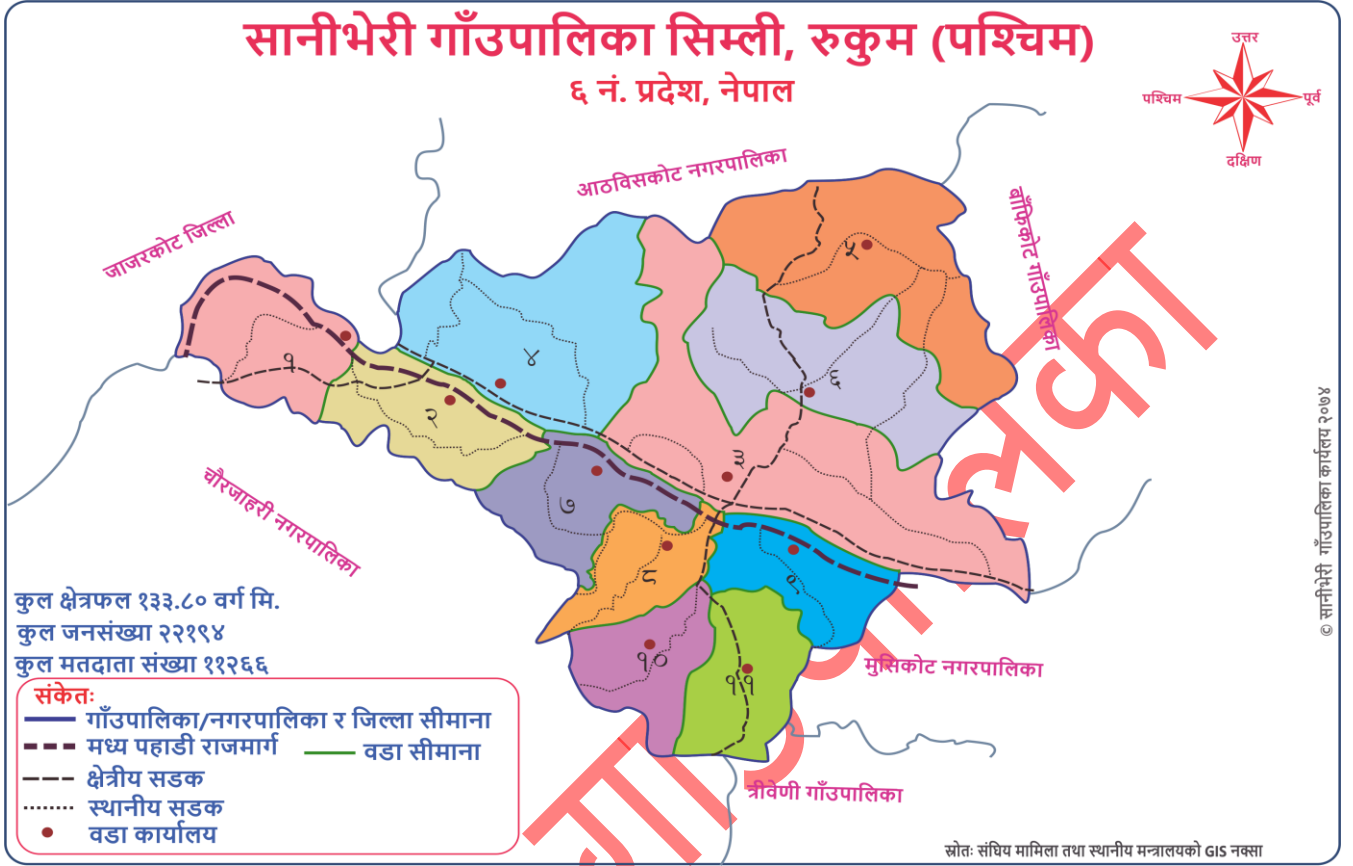 सानीभेरी गाँउपालिका सिम्ली, रुकुम (पश्चिम)
६ नं. प्रदेश, नेपाल
उत्तर
पश्चिम
पूर्व
दक्षिण
आठविसकोट नगरपालिका
बाँफिकोट गाँउपालिका
जाजरकोट जिल्ला
चौरजाहरी नगरपालिका
मुसिकोट नगरपालिका
त्रीवेणी गाँउपालिका
१
२
३
४
५
६
७
८
९
१०
११
कुल क्षेत्रफल १३३.८० वर्ग मि.
कुल जनसंख्या २२१९४
कुल मतदाता संख्या ११२६६
संकेतः
गाँउपालिका/नगरपालिका र जिल्ला सीमाना
मध्य पहाडी राजमार्ग
वडा सीमाना
क्षेत्रीय सडक
स्थानीय सडक
वडा कार्यालय
© सानीभेरी गाँउपालिका कार्यलय २०७४
स्रोतः संघिय मामिला तथा स्थानीय मन्त्रालयको GIS नक्सा